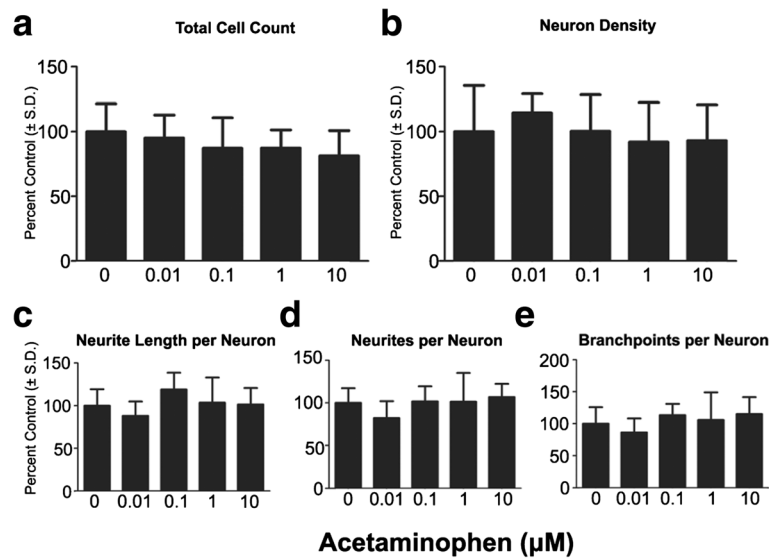 a
Total Cell Count
Percent Control (± S.D.)
150
100
50
0
0 0.01 0.1 1 10
b
Neuron Density
Percent Control (± S.D.)
150
100
50
0
0 0.01 0.1 1 10
c
Neurite Length per Neuron
Percent Control (± S.D.)
150
100
50
0
0 0.01 0.1 1 10
d
Neurites per Neuron
150
100
50
0
0 0.01 0.1 1 10
e
Branchpoints per Neuron
200
150
100
50
0
0 0.01 0.1 1 10
Acetaminophen (µM)